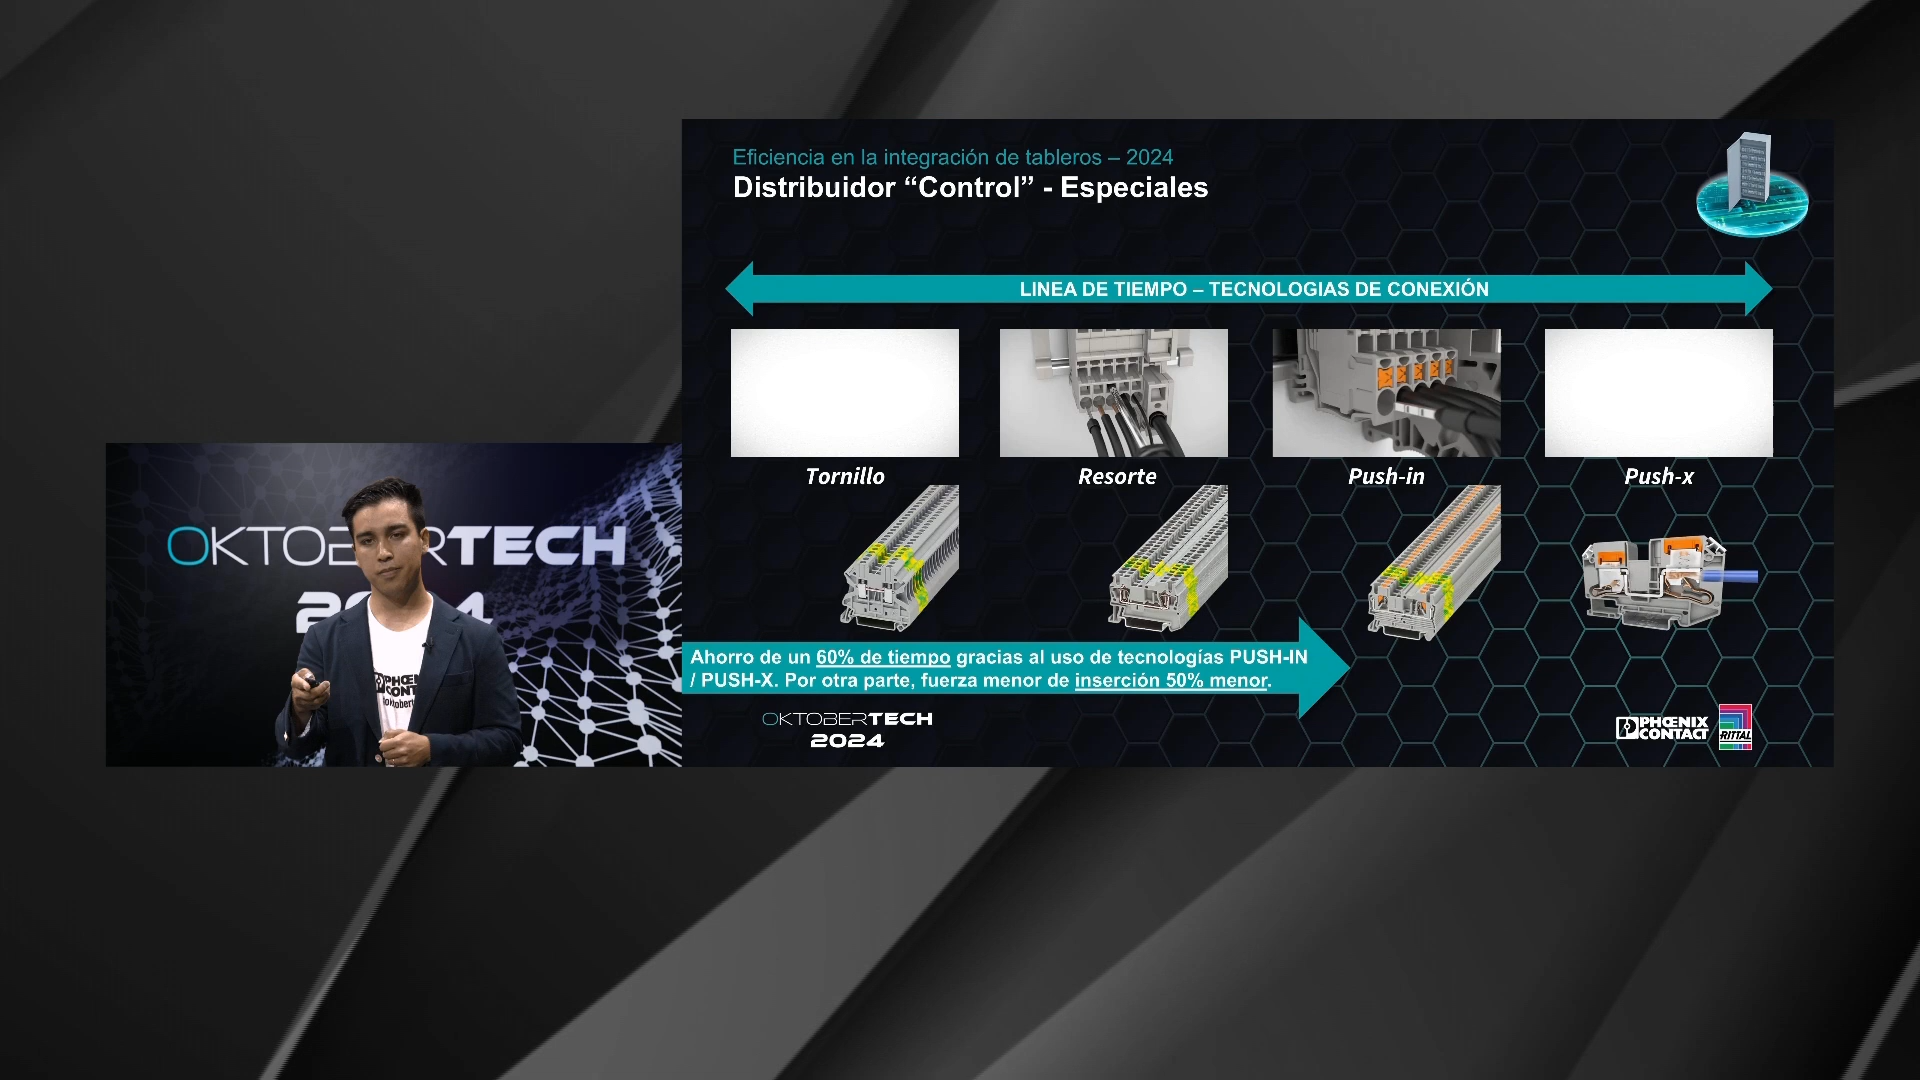 Eficiencia en la integración de tableros – 2024
Distribuidor “Control” - Especiales
LINEA DE TIEMPO – TECNOLOGIAS DE CONEXIÓN
Tornillo
Resorte
Push-in
Push-x
Ahorro de un 60% de tiempo gracias al uso de tecnologías PUSH-IN
/ PUSH-X. Por otra parte, fuerza menor de inserción 50% menor.
OKTOBERTECH
2024
PHŒNIX
CONTACT
RITTAL
TECH